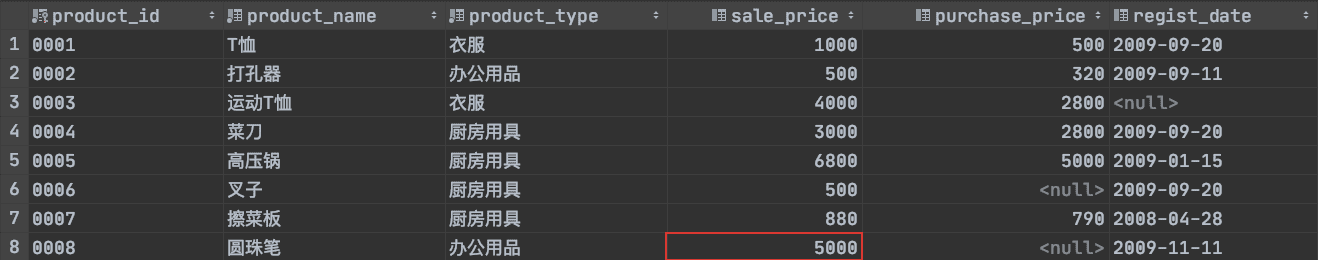 product_id product_name product_type sale_price purchase_price regist_date
1 0001 T恤 衣服 1000 500 2009-09-20
2 0002 打孔器 办公用品 500 320 2009-09-11
3 0003 运动T恤 衣服 4000 2800 <null>
4 0004 菜刀 厨房用具 3000 2800 2009-09-20
5 0005 高压锅 厨房用具 6800 5000 2009-01-15
6 0006 叉子 厨房用具 500 <null> 2009-09-20
7 0007 擦菜板 厨房用具 880 790 2008-04-28
8 0008 圆珠笔 办公用品 5000 <null> 2009-11-11